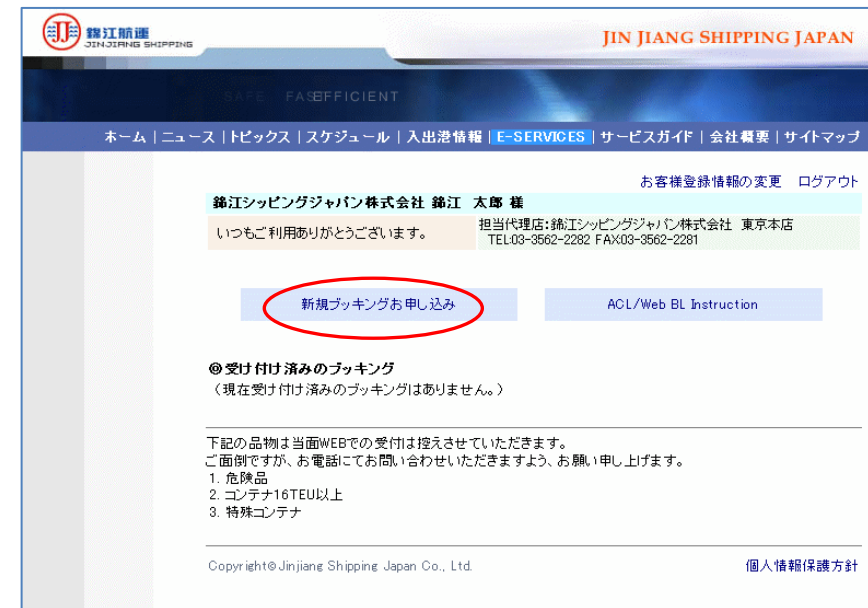 錦江航運
JINJIANG SHIPPING
JIN JIANG SHIPPING JAPAN
SAFE FASEFFICIENT
ホーム | ニュース | トピックス | スケジュール | 入出港情報 | E-SERVICES | サービスガイド | 会社概要 | サイトマップ
お客様登録情報の変更 ログアウト
錦江シッピングジャパン株式会社 錦江 太郎 様
いつもご利用ありがとうございます。
担当代理店:錦江シッピングジャパン株式会社 東京本店
TEL:03-3562-2282 FAX:03-3562-2281
新規ブッキングお申し込み
ACL/Web BL Instruction
◎受け付け済みのブッキング
（現在受け付け済みのブッキングはありません。）
下記の品物は当面WEBでの受付は控えさせていただきます。
ご面倒ですが、お電話にてお問い合わせいただきますよう、お願い申し上げます。
1. 危険品
2. コンテナ16TEU以上
3. 特殊コンテナ
Copyright©Jinjiang Shipping Japan Co., Ltd.
個人情報保護方針